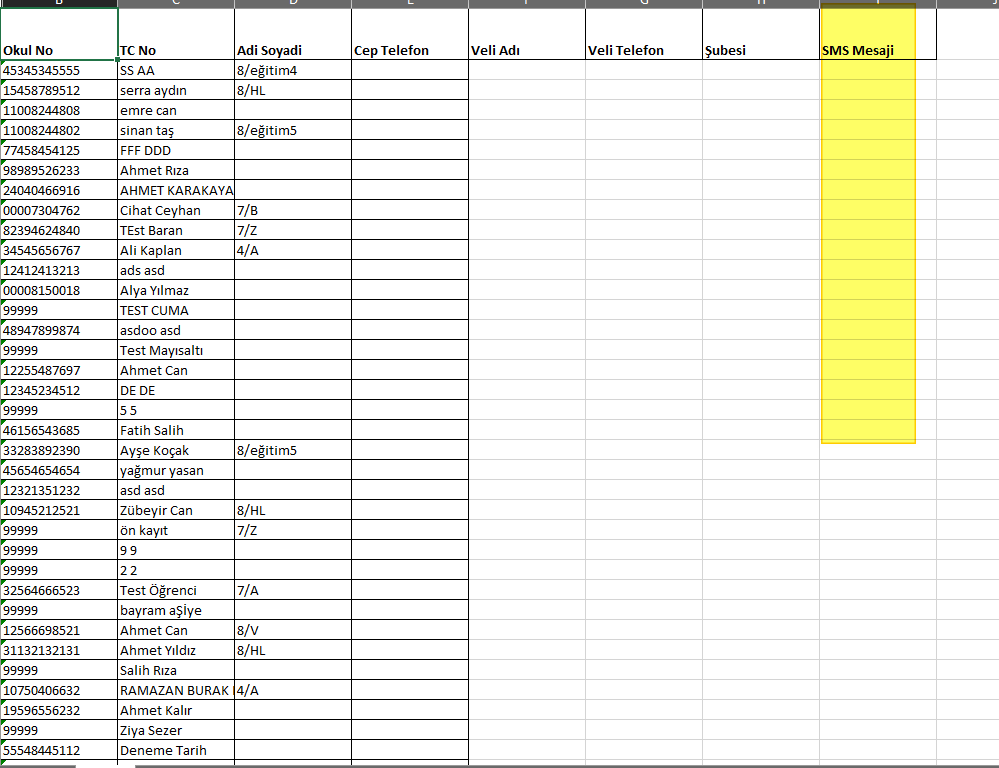 Okul No TC No Adi Soyadi Cep Telefon Veli Adı Veli Telefon Şubesi SMS Mesaji
45345345555 SS AA 8/eğitim4
15458789512 serra aydın 8/HL
11008244808 emre can
11008244802 sinan taş 8/eğitim5
77458454125 FFF DDD
98989526233 Ahmet Rıza
24040466916 AHMET KARAKAYA
00007304762 Cihat Ceyhan 7/B
82394624840 TEst Baran 7/Z
34545656767 Ali Kaplan 4/A
12412413213 ads asd
00008150018 Alya Yılmaz
99999 TEST CUMA
48947899874 asdoo asd
99999 Test Mayısaltı
12255487697 Ahmet Can
12345234512 DE DE
99999 5 5
46156543685 Fatih Salih
33283892390 Ayşe Koçak 8/eğitim5
45654654654 yağmur yasan
12321351232 asd asd
10945212521 Zübeyir Can 8/HL
99999 ön kayıt 7/Z
99999 9 9
99999 2 2
32564666523 Test Öğrenci 7/A
99999 bayram aŞİye
12566698521 Ahmet Can 8/V
31132132131 Ahmet Yıldız 8/HL
99999 Salih Rıza
10750406632 RAMAZAN BURAK 4/A
19596556232 Ahmet Kalır
99999 Ziya Sezer
55548445112 Deneme Tarih